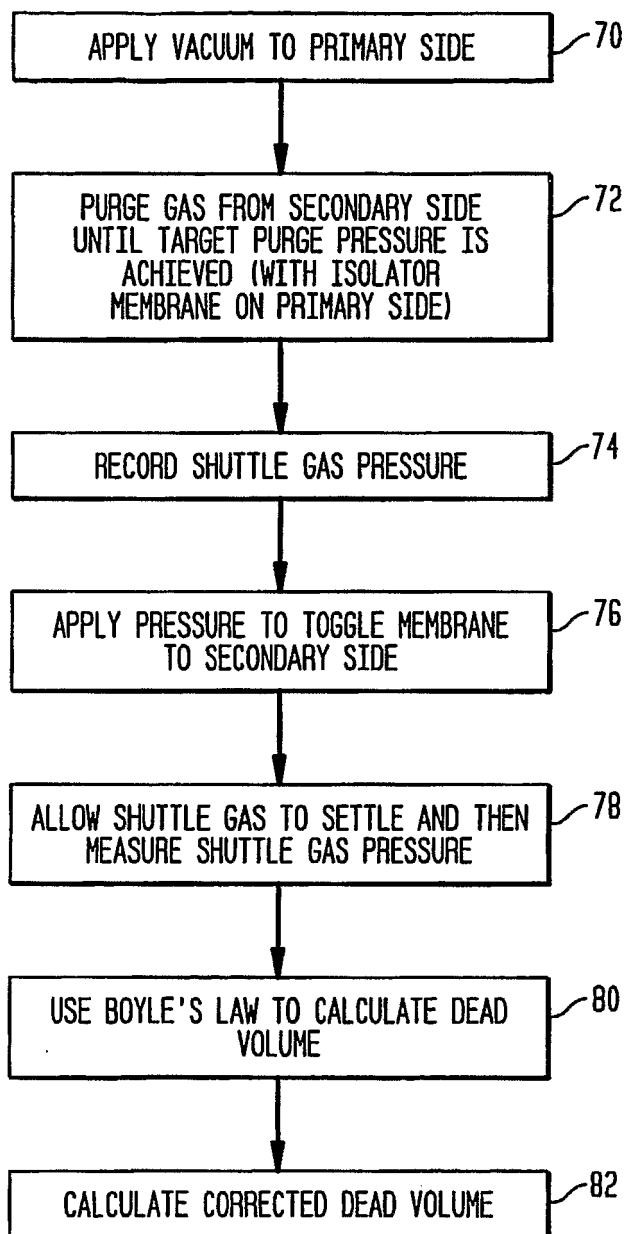 APPLY VACUUM TO PRIMARY SIDE
70
PURGE GAS FROM SECONDARY SIDE
UNTIL TARGET PURGE PRESSURE IS
ACHIEVED (WITH ISOLATOR
MEMBRANE ON PRIMARY SIDE)
72
RECORD SHUTTLE GAS PRESSURE
74
APPLY PRESSURE TO TOGGLE MEMBRANE
TO SECONDARY SIDE
76
ALLOW SHUTTLE GAS TO SETTLE AND THEN
MEASURE SHUTTLE GAS PRESSURE
78
USE BOYLE'S LAW TO CALCULATE DEAD
VOLUME
80
CALCULATE CORRECTED DEAD VOLUME
82